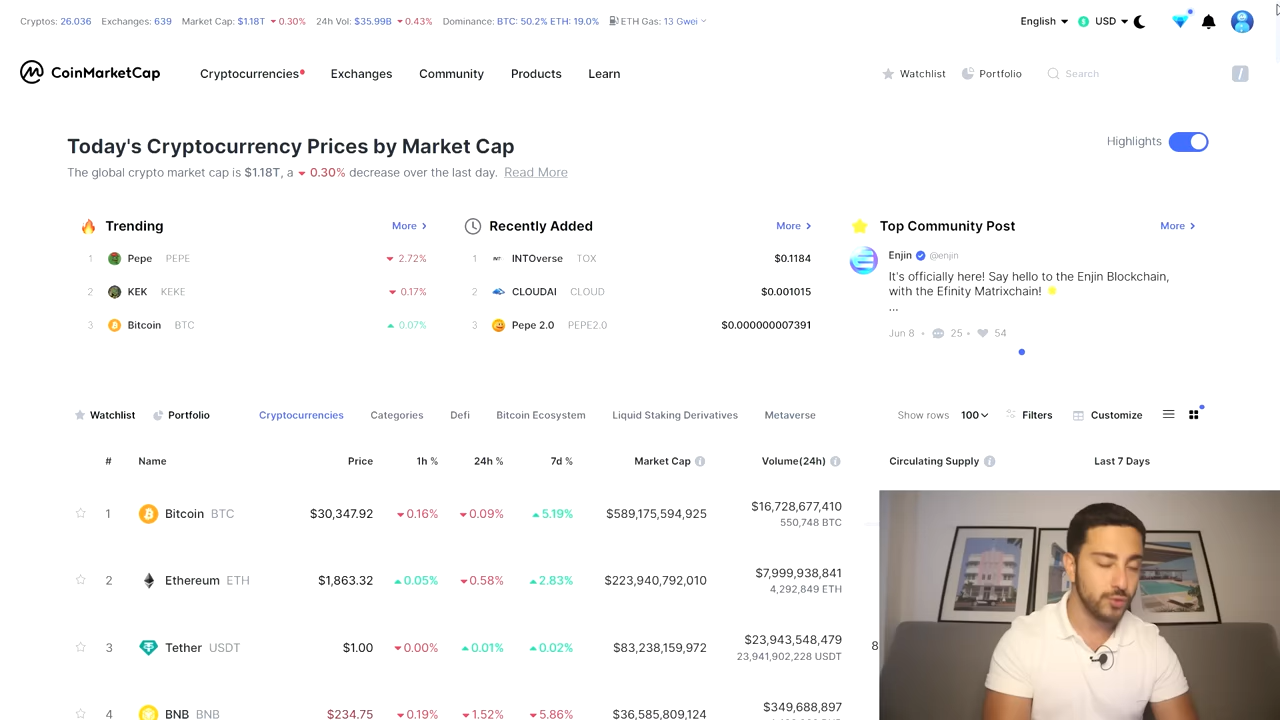 Cryptos: 26.036 Exchanges: 639 Market Cap: $1.18T 0.30% 24h Vol: $35.99B 0.43% Dominance: BTC: 50.2% ETH: 19.0% ETH Gas: 13 Gwei English USD
CoinMarketCap Cryptocurrencies Exchanges Community Products Learn Watchlist Portfolio Search /
Today's Cryptocurrency Prices by Market Cap Highlights
The global crypto market cap is $1.18T, a 0.30% decrease over the last day. Read More
Trending More
1 Pepe PEPE 2.72%
2 KEK KEKE 0.17%
3 Bitcoin BTC 0.07%
Recently Added More
1 INTOverse TOX $0.1184
2 CLOUDAI CLOUD $0.001015
3 Pepe 2.0 PEPE2.0 $0.000000007391
Top Community Post More
Enjin @enjin
It's officially here! Say hello to the Enjin Blockchain,
with the Efinity Matrixchain!
...
Jun 8 • 25 • 54
Watchlist Portfolio Cryptocurrencies Categories Defi Bitcoin Ecosystem Liquid Staking Derivatives Metaverse Show rows 100 Filters Customize
# Name Price 1h % 24h % 7d % Market Cap Volume(24h) Circulating Supply Last 7 Days
1 Bitcoin BTC $30,347.92 0.16% 0.09% 5.19% $589,175,594,925 $16,728,677,410
550,748 BTC
2 Ethereum ETH $1,863.32 0.05% 0.58% 2.83% $223,940,792,010 $7,999,938,841
4,292,849 ETH
3 Tether USDT $1.00 0.00% 0.01% 0.02% $83,238,159,972 $23,943,548,479 8
23,941,902,228 USDT
4 BNB BNB $234.75 0.19% 1.52% 5.86% $36,585,809,124 $349,688,897